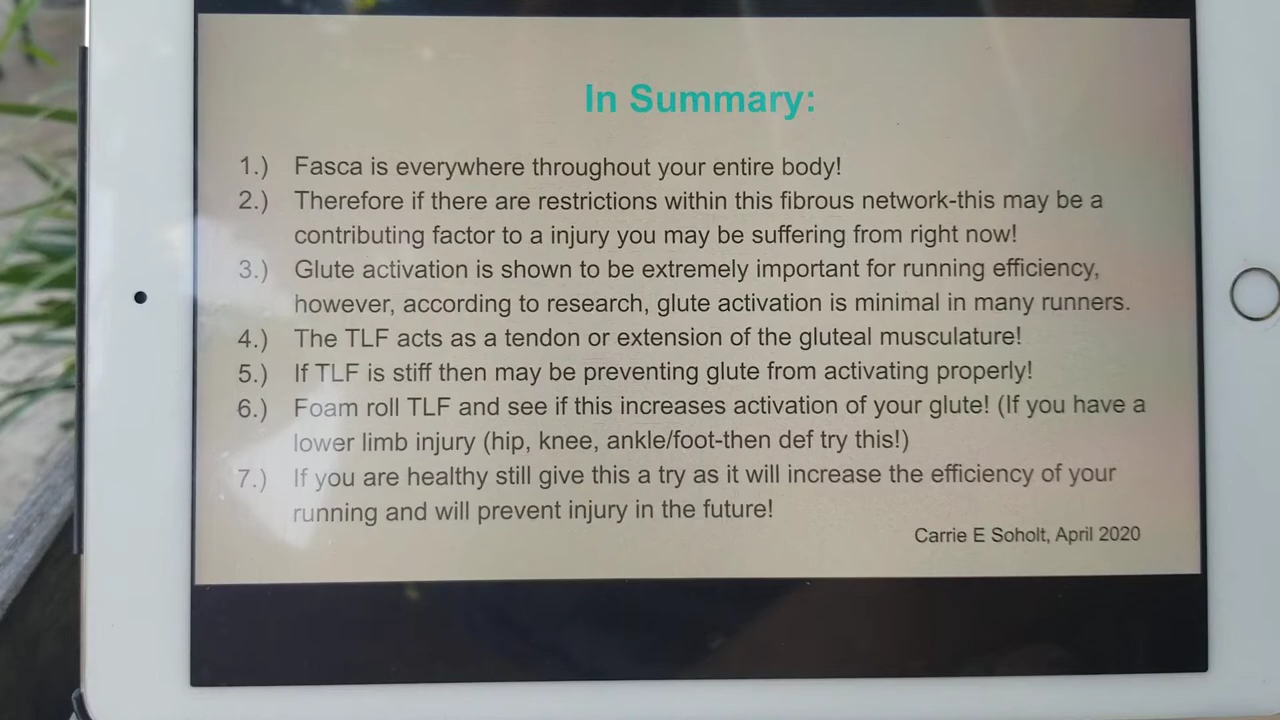 In Summary:
1.) Fasca is everywhere throughout your entire body!
2.) Therefore if there are restrictions within this fibrous network-this may be a
contributing factor to a injury you may be suffering from right now!
3.) Glute activation is shown to be extremely important for running efficiency,
however, according to research, glute activation is minimal in many runners.
4.) The TLF acts as a tendon or extension of the gluteal musculature!
5.) If TLF is stiff then may be preventing glute from activating properly!
6.) Foam roll TLF and see if this increases activation of your glute! (If you have a
lower limb injury (hip, knee, ankle/foot-then def try this!)
7.) If you are healthy still give this a try as it will increase the efficiency of your
running and will prevent injury in the future!
Carrie E Soholt, April 2020